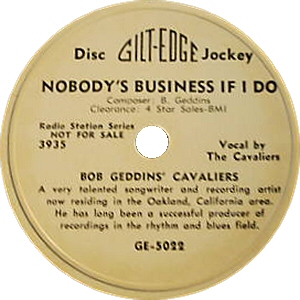 Disc GILT-EDGE Jockey
NOBODY'S BUSINESS IF I DO
Composer: B. Geddins
Clearance: 4 Star Sales-BMI
Radio Station Series
NOT FOR SALE
3935
Vocal by
The Cavaliers
BOB GEDDINS' CAVALIERS
A very talented songwriter and recording artist
now residing in the Oakland, California area.
He has long been a successful producer of
recordings in the rhythm and blues field.
GE-5022